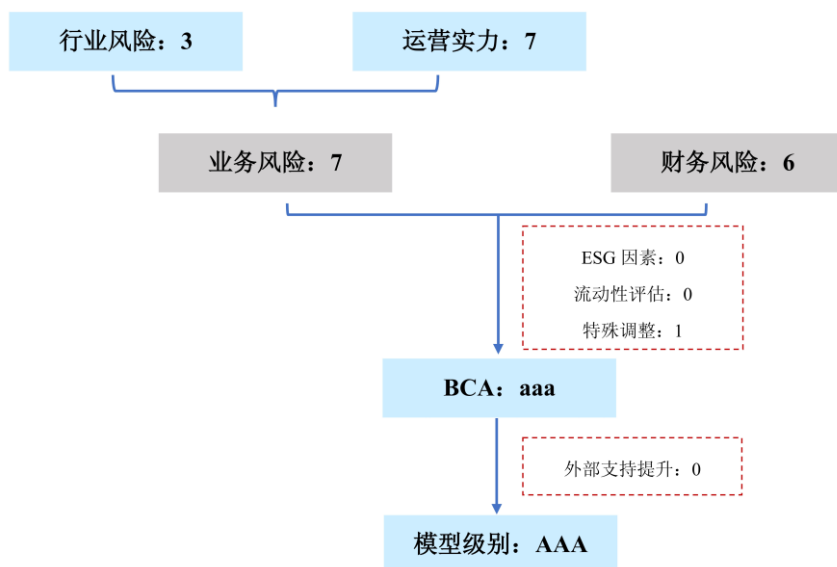 行业风险：3
运营实力：7
业务风险：7
财务风险：6
ESG 因素：0
流动性评估：0
特殊调整：1
BCA：aaa
外部支持提升：0
模型级别：AAA